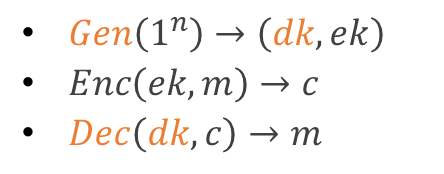 • Gen(1ⁿ) → (dk, ek)
• Enc(ek, m) → c
• Dec(dk, c) → m